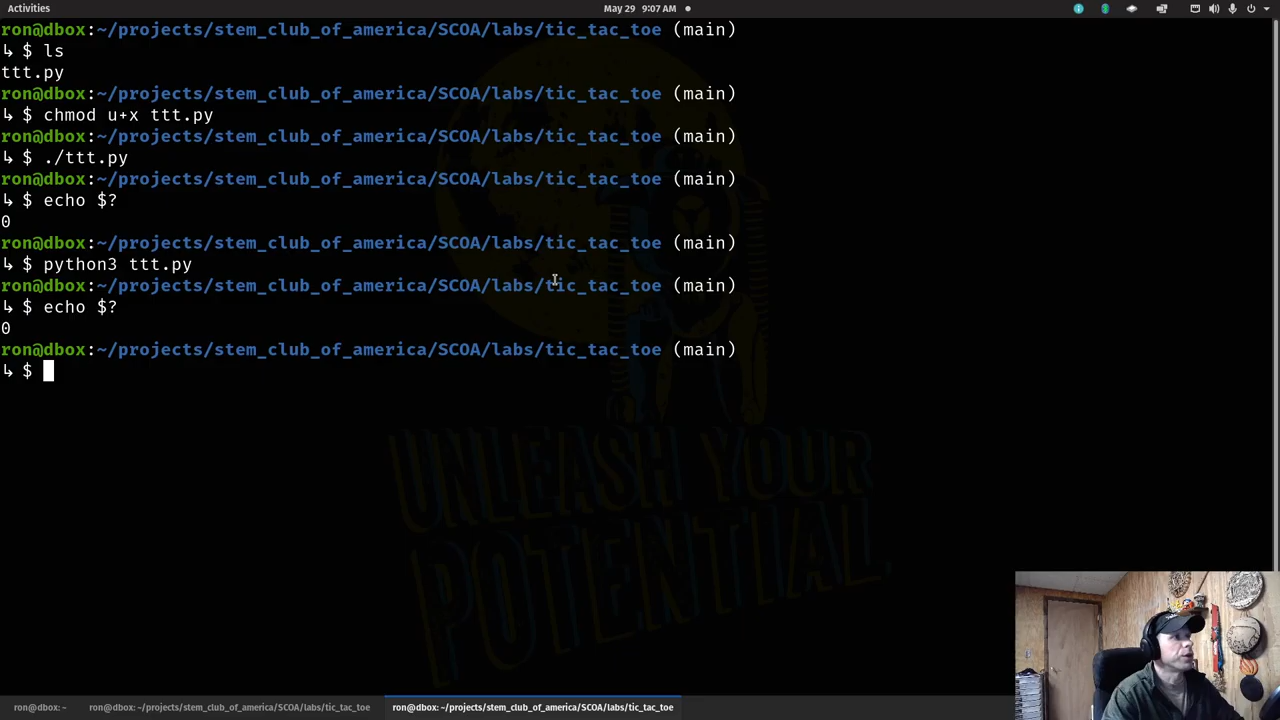 Activities
May 29 9:07 AM
ron@dbox:~/projects/stem_club_of_america/SCOA/labs/tic_tac_toe (main)
↳ $ ls
ttt.py
ron@dbox:~/projects/stem_club_of_america/SCOA/labs/tic_tac_toe (main)
↳ $ chmod u+x ttt.py
ron@dbox:~/projects/stem_club_of_america/SCOA/labs/tic_tac_toe (main)
↳ $ ./ttt.py
ron@dbox:~/projects/stem_club_of_america/SCOA/labs/tic_tac_toe (main)
↳ $ echo $?
0
ron@dbox:~/projects/stem_club_of_america/SCOA/labs/tic_tac_toe (main)
↳ $ python3 ttt.py
ron@dbox:~/projects/stem_club_of_america/SCOA/labs/tic_tac_toe (main)
↳ $ echo $?
0
ron@dbox:~/projects/stem_club_of_america/SCOA/labs/tic_tac_toe (main)
↳ $
UNLEASH YOUR
POTENTIAL
ron@dbox: ~
ron@dbox: ~/projects/stem_club_of_america/SCOA/labs/tic_tac_toe
ron@dbox: ~/projects/stem_club_of_america/SCOA/labs/tic_tac_toe